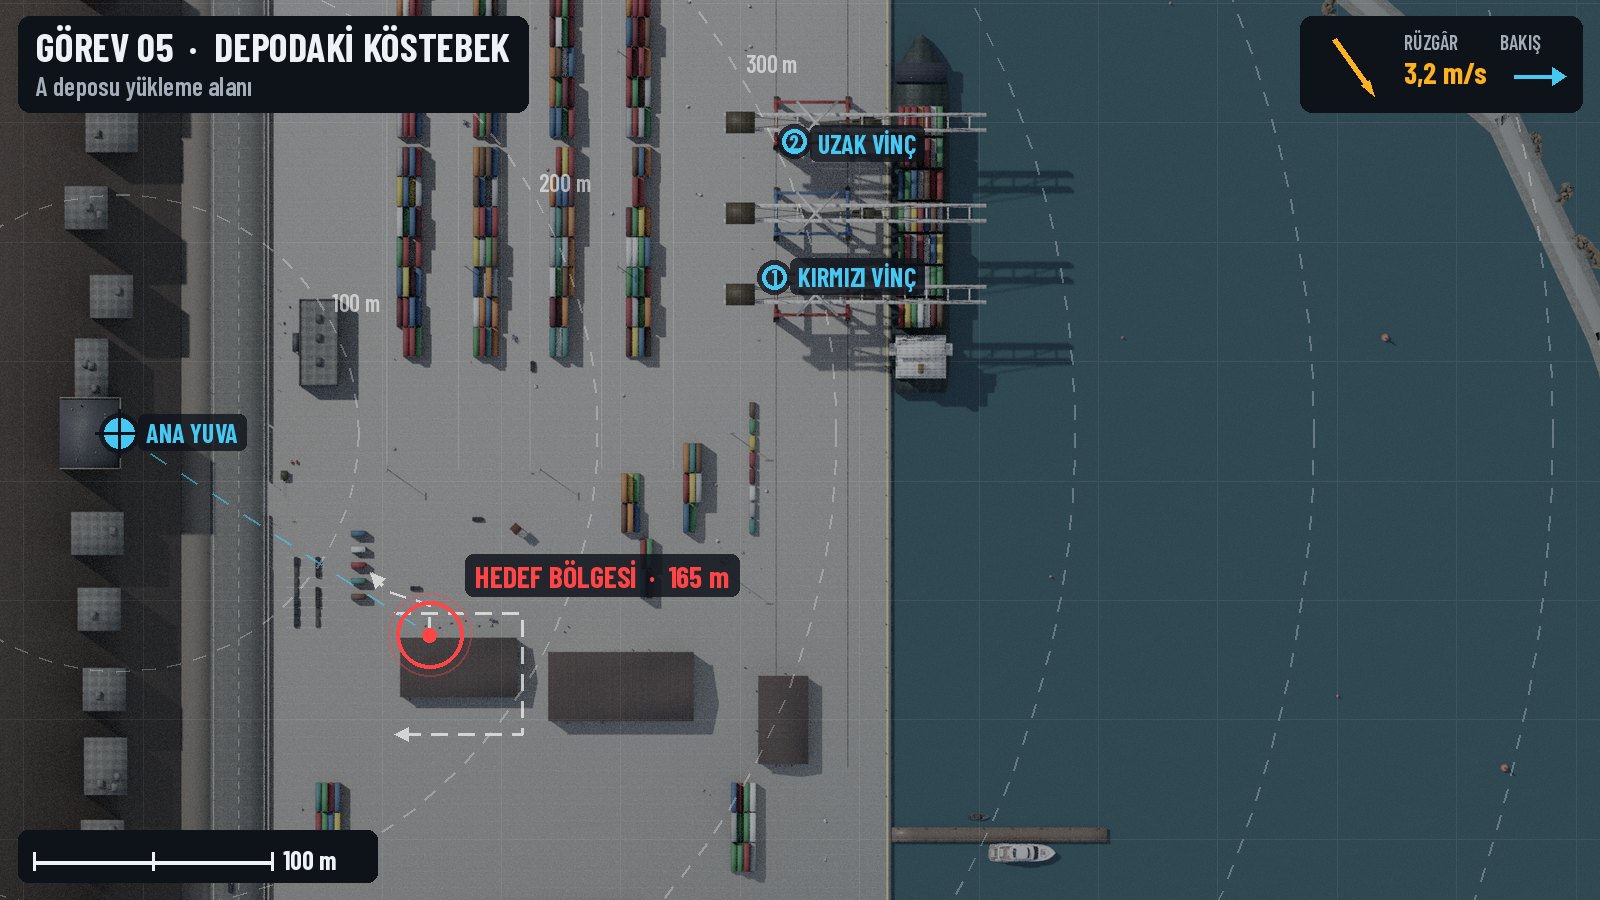 GÖREV 05 · DEPODAKİ KÖSTEBEK
A deposu yükleme alanı
RÜZGÂR
BAKIŞ
3,2 m/s
300 m
2 UZAK VİNÇ
200 m
1 KIRMIZI VİNÇ
100 m
ANA YUVA
HEDEF BÖLGESİ · 165 m
100 m